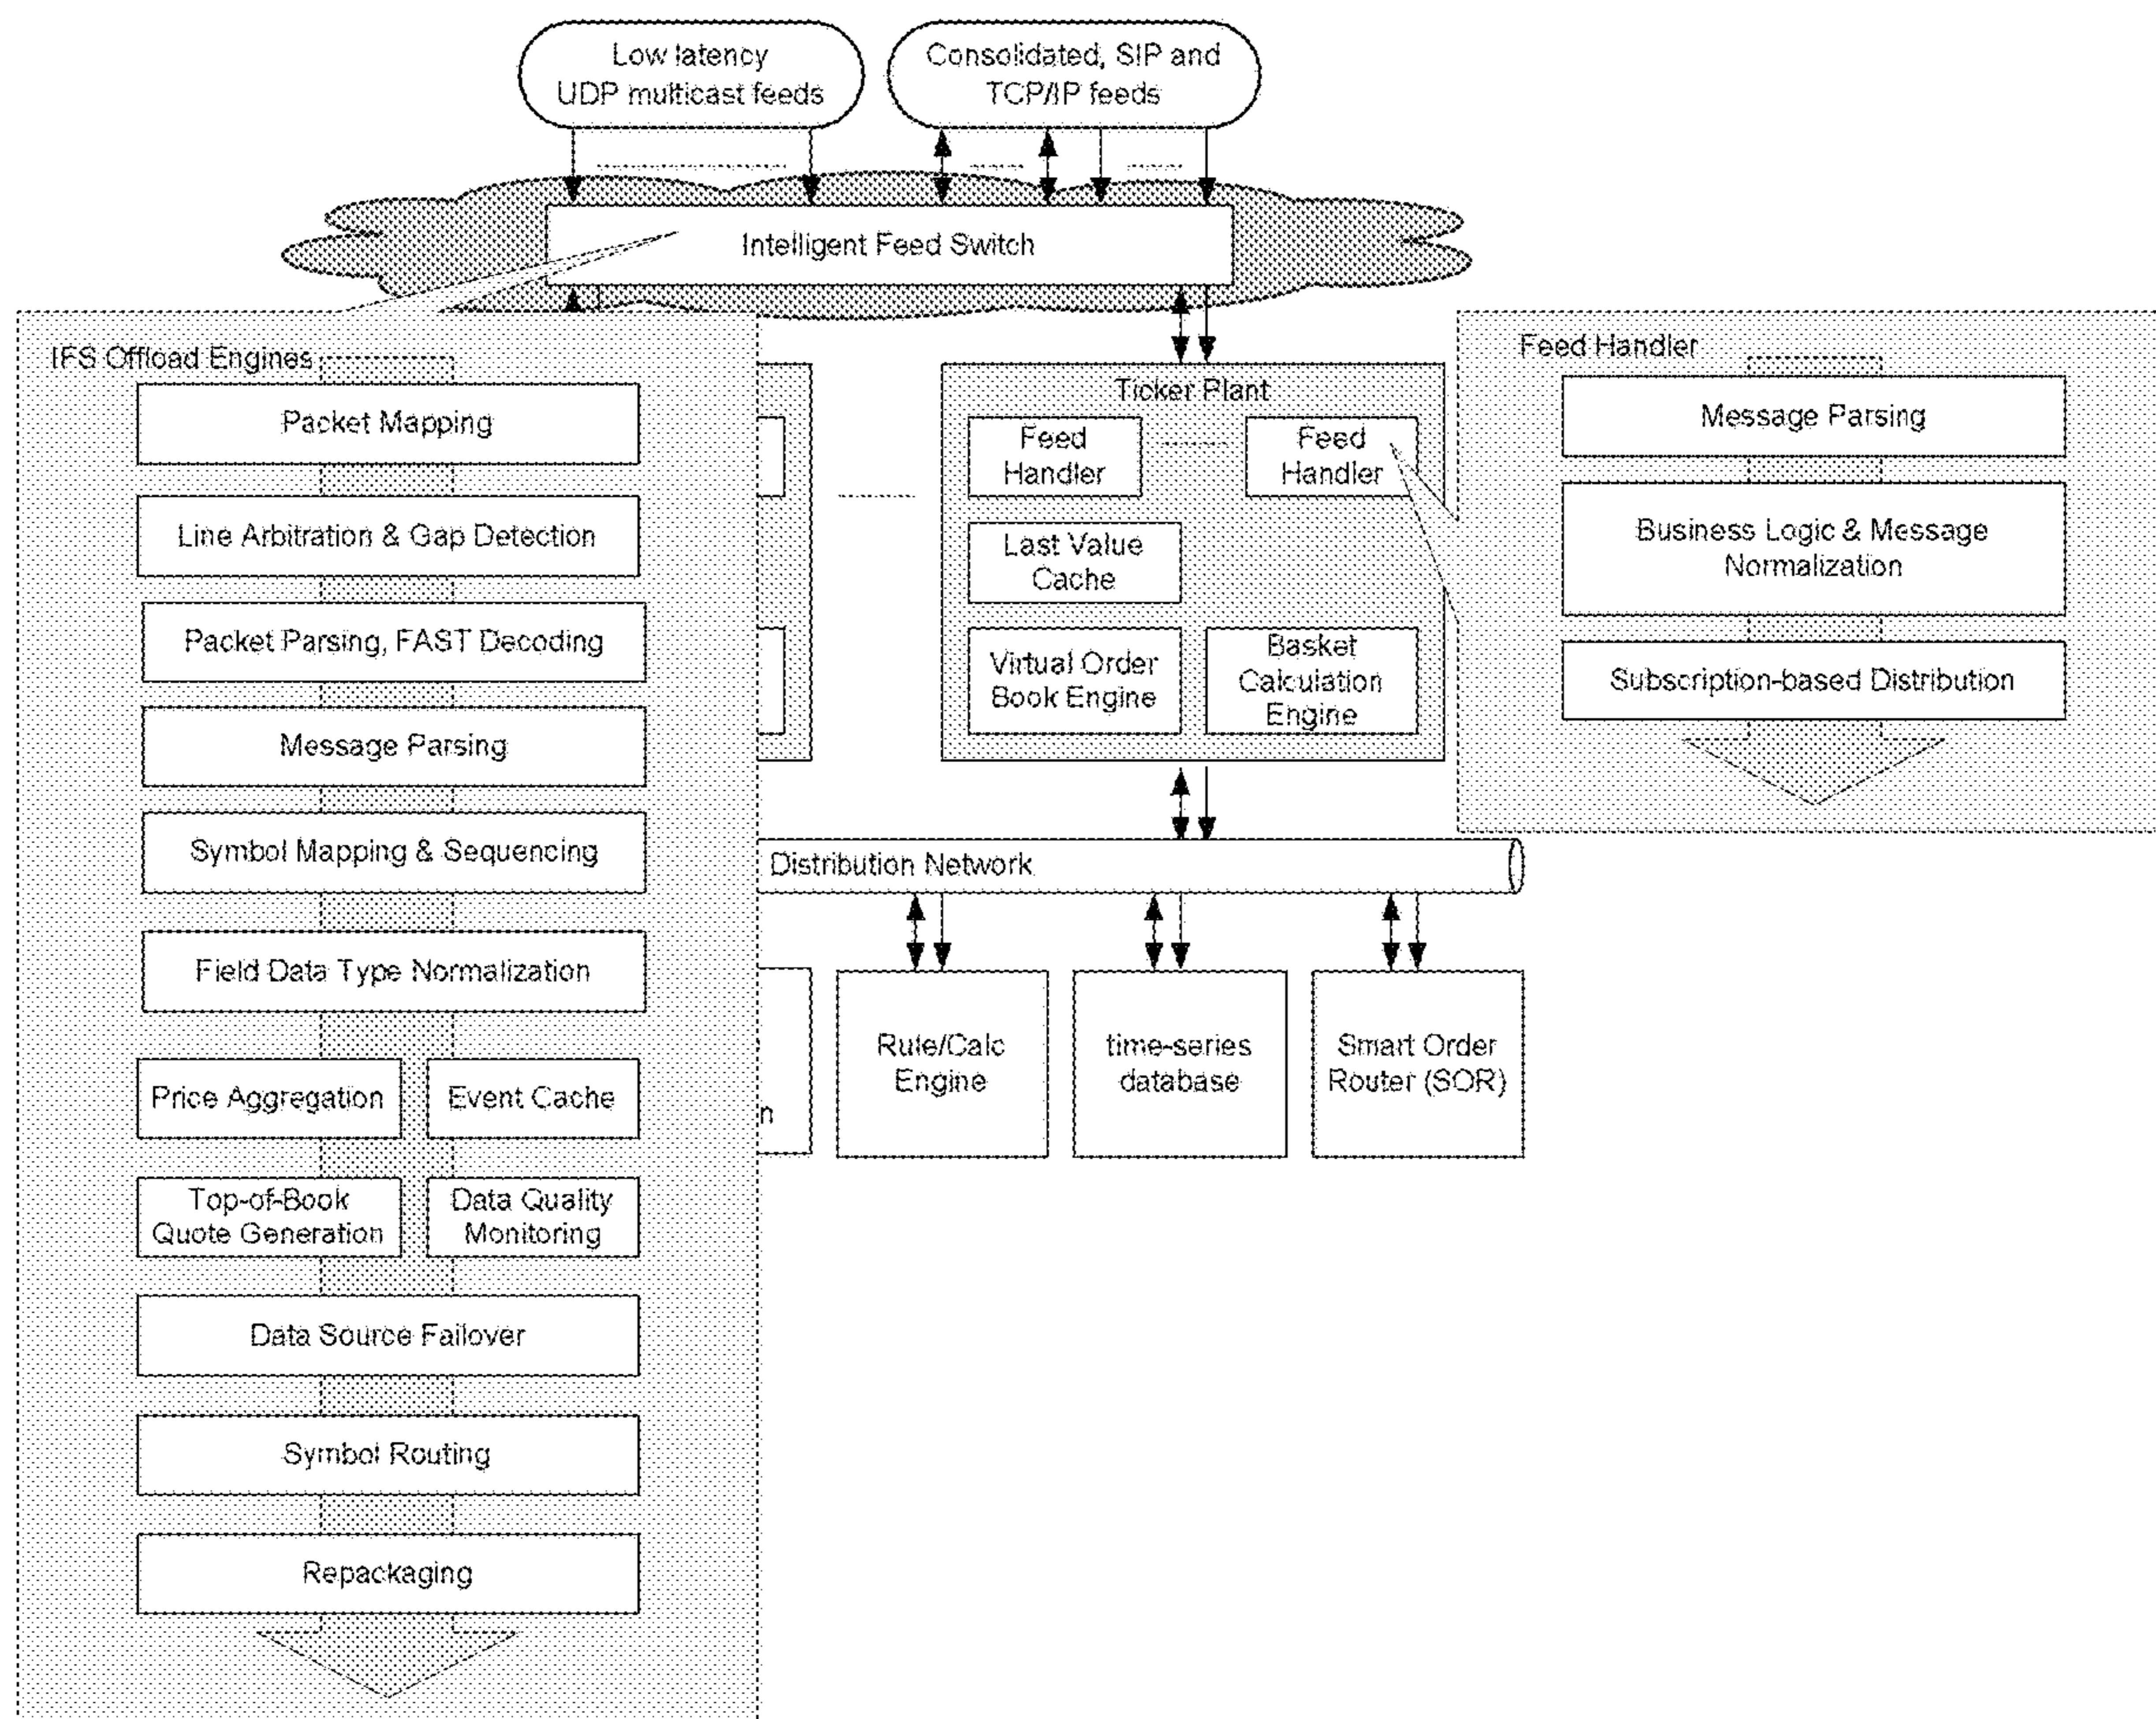 Low latency
UDP multicast feeds
Consolidated, SIP and
TCP/IP feeds
Intelligent Feed Switch
IFS Offload Engines
Packet Mapping
Line Arbitration & Gap Detection
Packet Parsing, FAST Decoding
Message Parsing
Symbol Mapping & Sequencing
Field Data Type Normalization
Price Aggregation
Event Cache
Top-of-Book
Quote Generation
Data Quality
Monitoring
Data Source Failover
Symbol Routing
Repackaging
Ticker Plant
Feed
Handler
Feed
Handler
Last Value
Cache
Virtual Order
Book Engine
Basket
Calculation
Engine
Feed Handler
Message Parsing
Business Logic & Message
Normalization
Subscription-based Distribution
Distribution Network
n
Rule/Calc
Engine
time-series
database
Smart Order
Router (SOR)